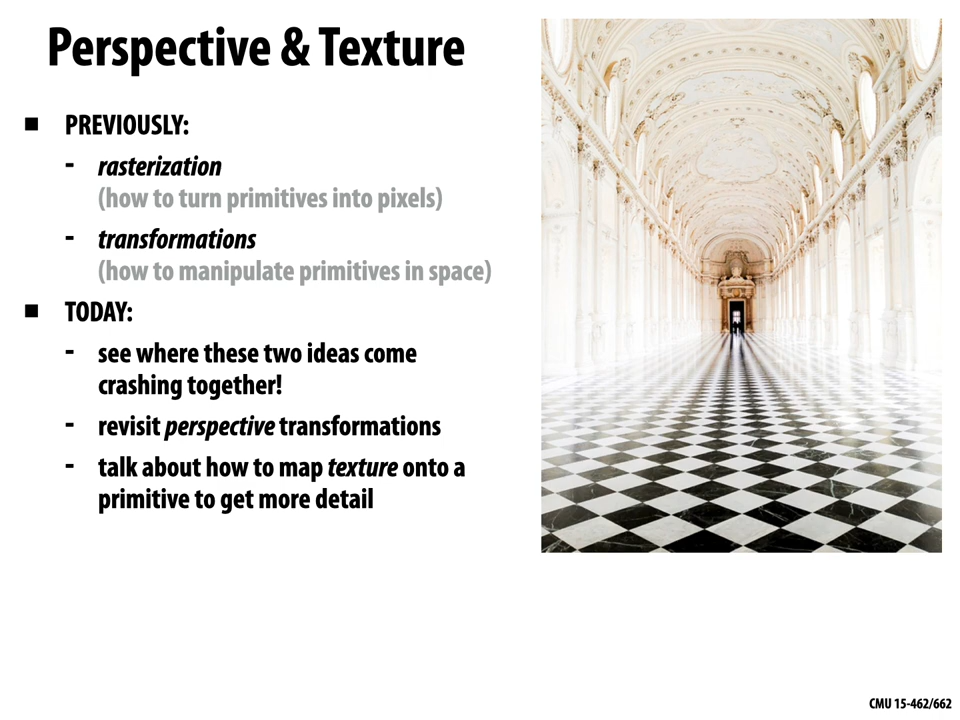 Perspective & Texture
■ PREVIOUSLY:
- rasterization
(how to turn primitives into pixels)
- transformations
(how to manipulate primitives in space)
■ TODAY:
- see where these two ideas come
crashing together!
- revisit perspective transformations
- talk about how to map texture onto a
primitive to get more detail
CMU 15-462/662